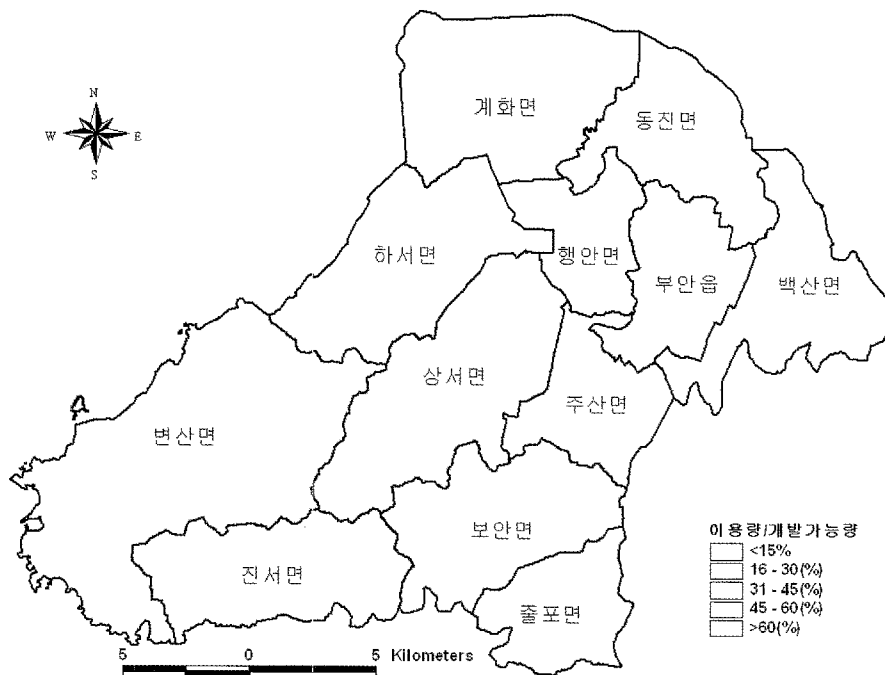 계화면
동진면
N
W E
S
하서면
행안면
부안읍
백산면
상서면
주산면
변산면
보안면
진서면
줄포면
이용량/개발가능량
<15%
16 - 30(%)
31 - 45(%)
45 - 60(%)
>60(%)
5 0 5 Kilometers